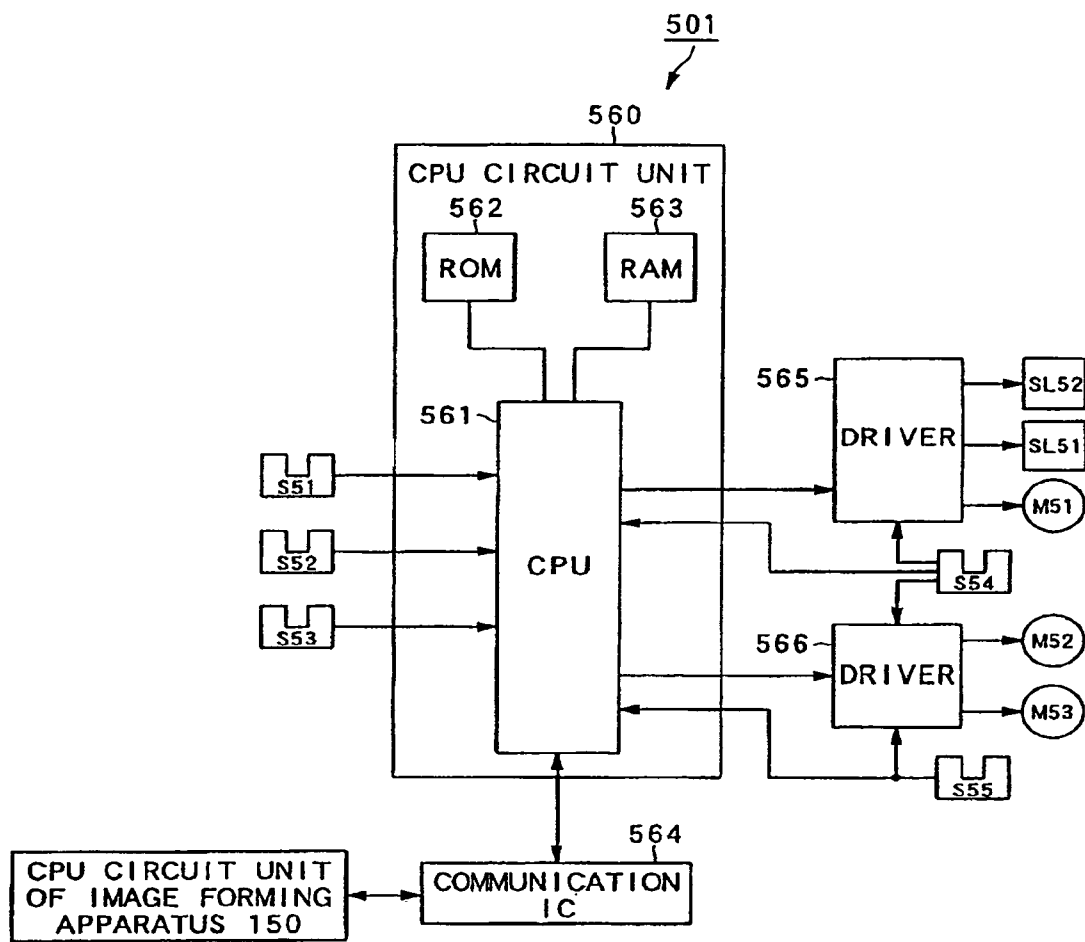 501
560
CPU CIRCUIT UNIT
562
563
ROM
RAM
565
SL52
561
DRIVER
SL51
S51
M51
S52
CPU
S54
S53
566
M52
DRIVER
M53
S55
564
CPU CIRCUIT UNIT
OF IMAGE FORMING
APPARATUS 150
COMMUNICATION
IC